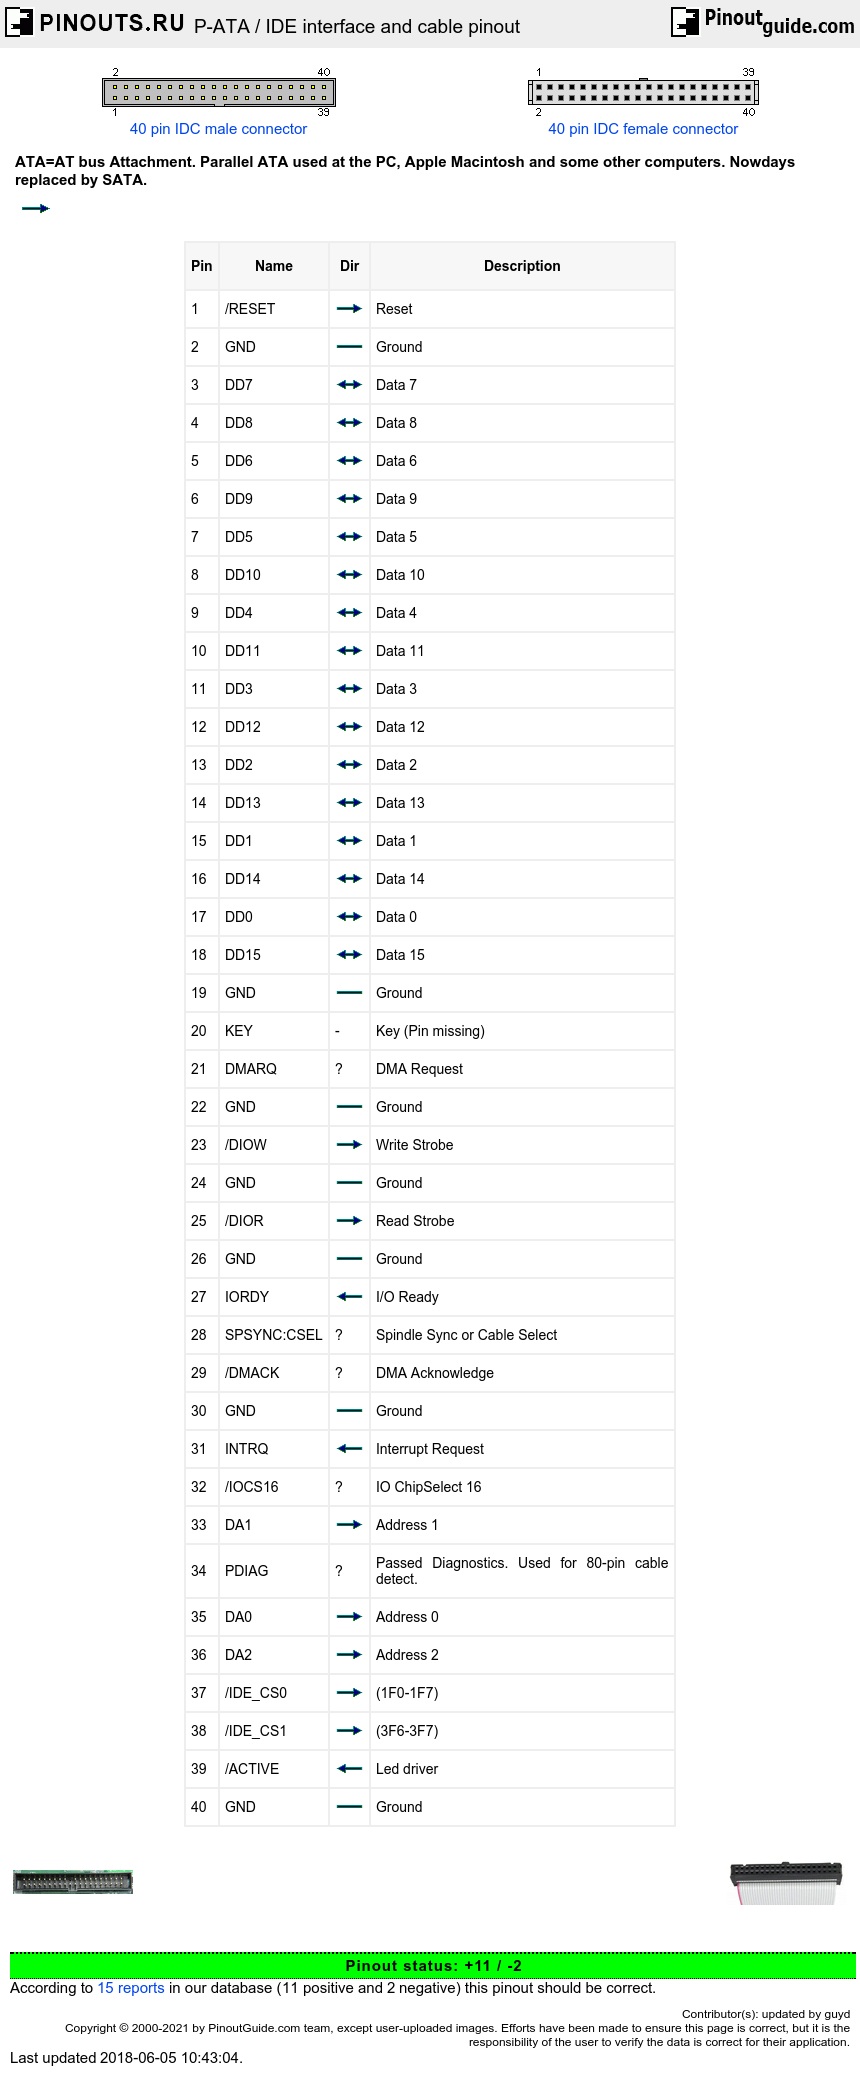 PINOUTS.RU P-ATA / IDE interface and cable pinout Pinoutguide.com
2 40 1 39
1 39 2 40
40 pin IDC male connector 40 pin IDC female connector
ATA=AT bus Attachment. Parallel ATA used at the PC, Apple Macintosh and some other computers. Nowdays
replaced by SATA.
Pin Name Dir Description
1 /RESET Reset
2 GND Ground
3 DD7 Data 7
4 DD8 Data 8
5 DD6 Data 6
6 DD9 Data 9
7 DD5 Data 5
8 DD10 Data 10
9 DD4 Data 4
10 DD11 Data 11
11 DD3 Data 3
12 DD12 Data 12
13 DD2 Data 2
14 DD13 Data 13
15 DD1 Data 1
16 DD14 Data 14
17 DD0 Data 0
18 DD15 Data 15
19 GND Ground
20 KEY - Key (Pin missing)
21 DMARQ ? DMA Request
22 GND Ground
23 /DIOW Write Strobe
24 GND Ground
25 /DIOR Read Strobe
26 GND Ground
27 IORDY I/O Ready
28 SPSYNC:CSEL ? Spindle Sync or Cable Select
29 /DMACK ? DMA Acknowledge
30 GND Ground
31 INTRQ Interrupt Request
32 /IOCS16 ? IO ChipSelect 16
33 DA1 Address 1
34 PDIAG ? Passed Diagnostics. Used for 80-pin cable
detect.
35 DA0 Address 0
36 DA2 Address 2
37 /IDE_CS0 (1F0-1F7)
38 /IDE_CS1 (3F6-3F7)
39 /ACTIVE Led driver
40 GND Ground
Pinout status: +11 / -2
According to 15 reports in our database (11 positive and 2 negative) this pinout should be correct.
Contributor(s): updated by guyd
Copyright © 2000-2021 by PinoutGuide.com team, except user-uploaded images. Efforts have been made to ensure this page is correct, but it is the
responsibility of the user to verify the data is correct for their application.
Last updated 2018-06-05 10:43:04.